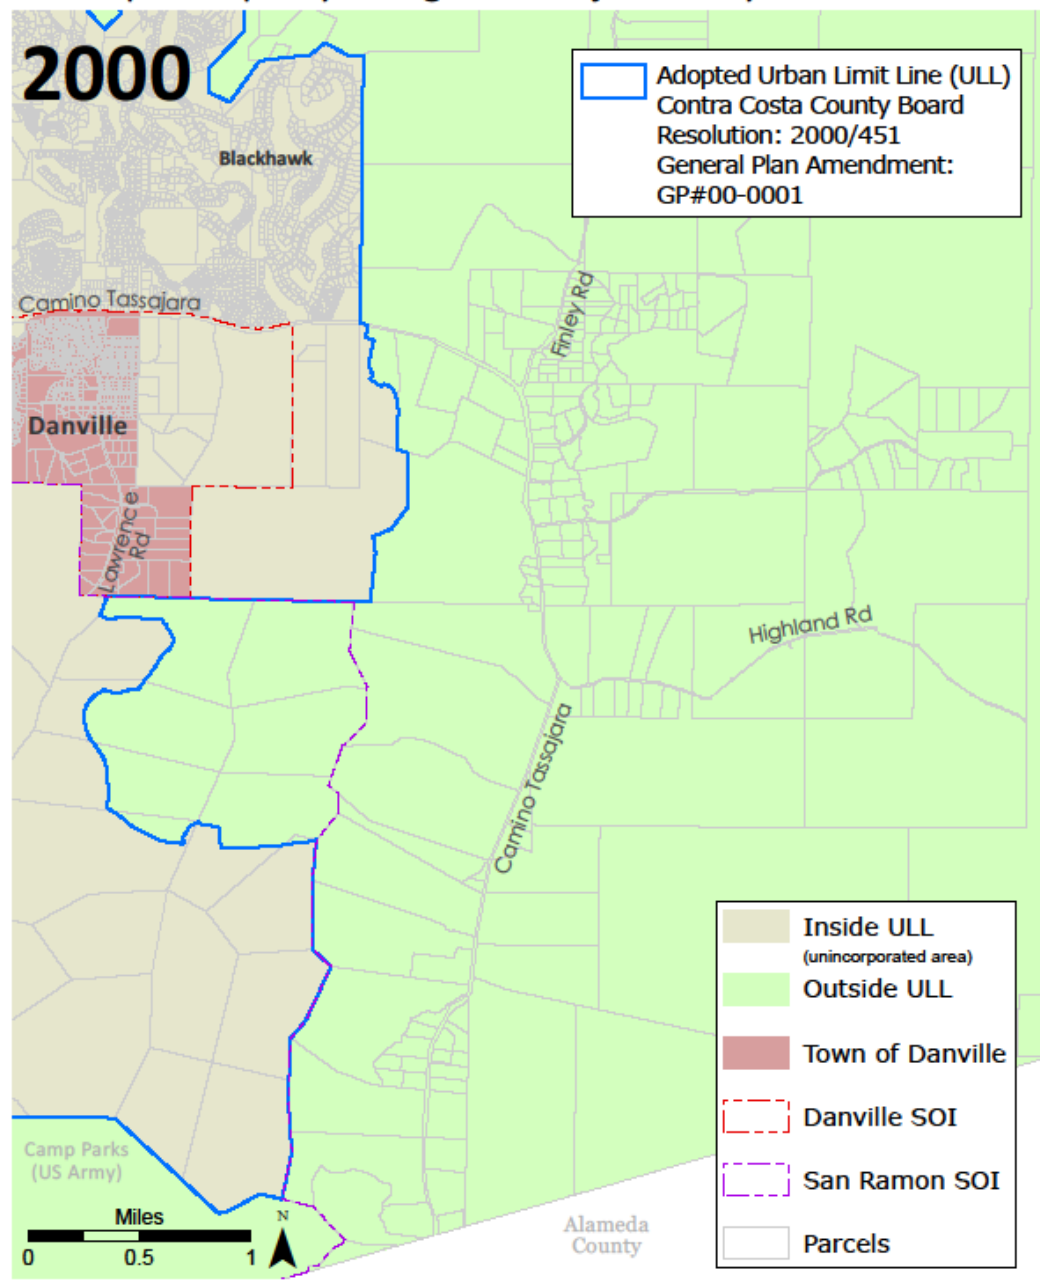 2000
Adopted Urban Limit Line (ULL)
Contra Costa County Board
Resolution: 2000/451
General Plan Amendment:
GP#00-0001
Blackhawk
Camino Tassajara
Finley Rd
Danville
Lawrence
Rd
Highland Rd
Camino Tassajara
Inside ULL
(unincorporated area)
Outside ULL
Town of Danville
Danville SOI
San Ramon SOI
Parcels
Camp Parks
(US Army)
Miles
0 0.5 1
N
Alameda
County